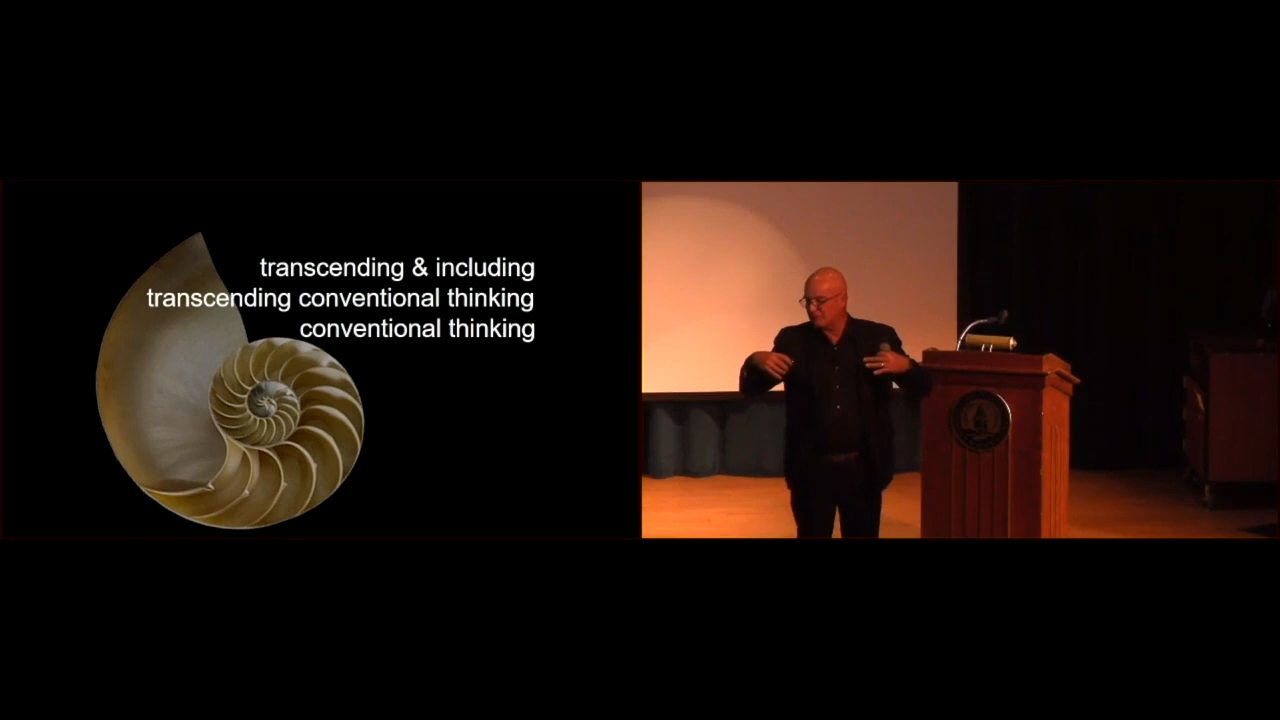 transcending & including
transcending conventional thinking
conventional thinking